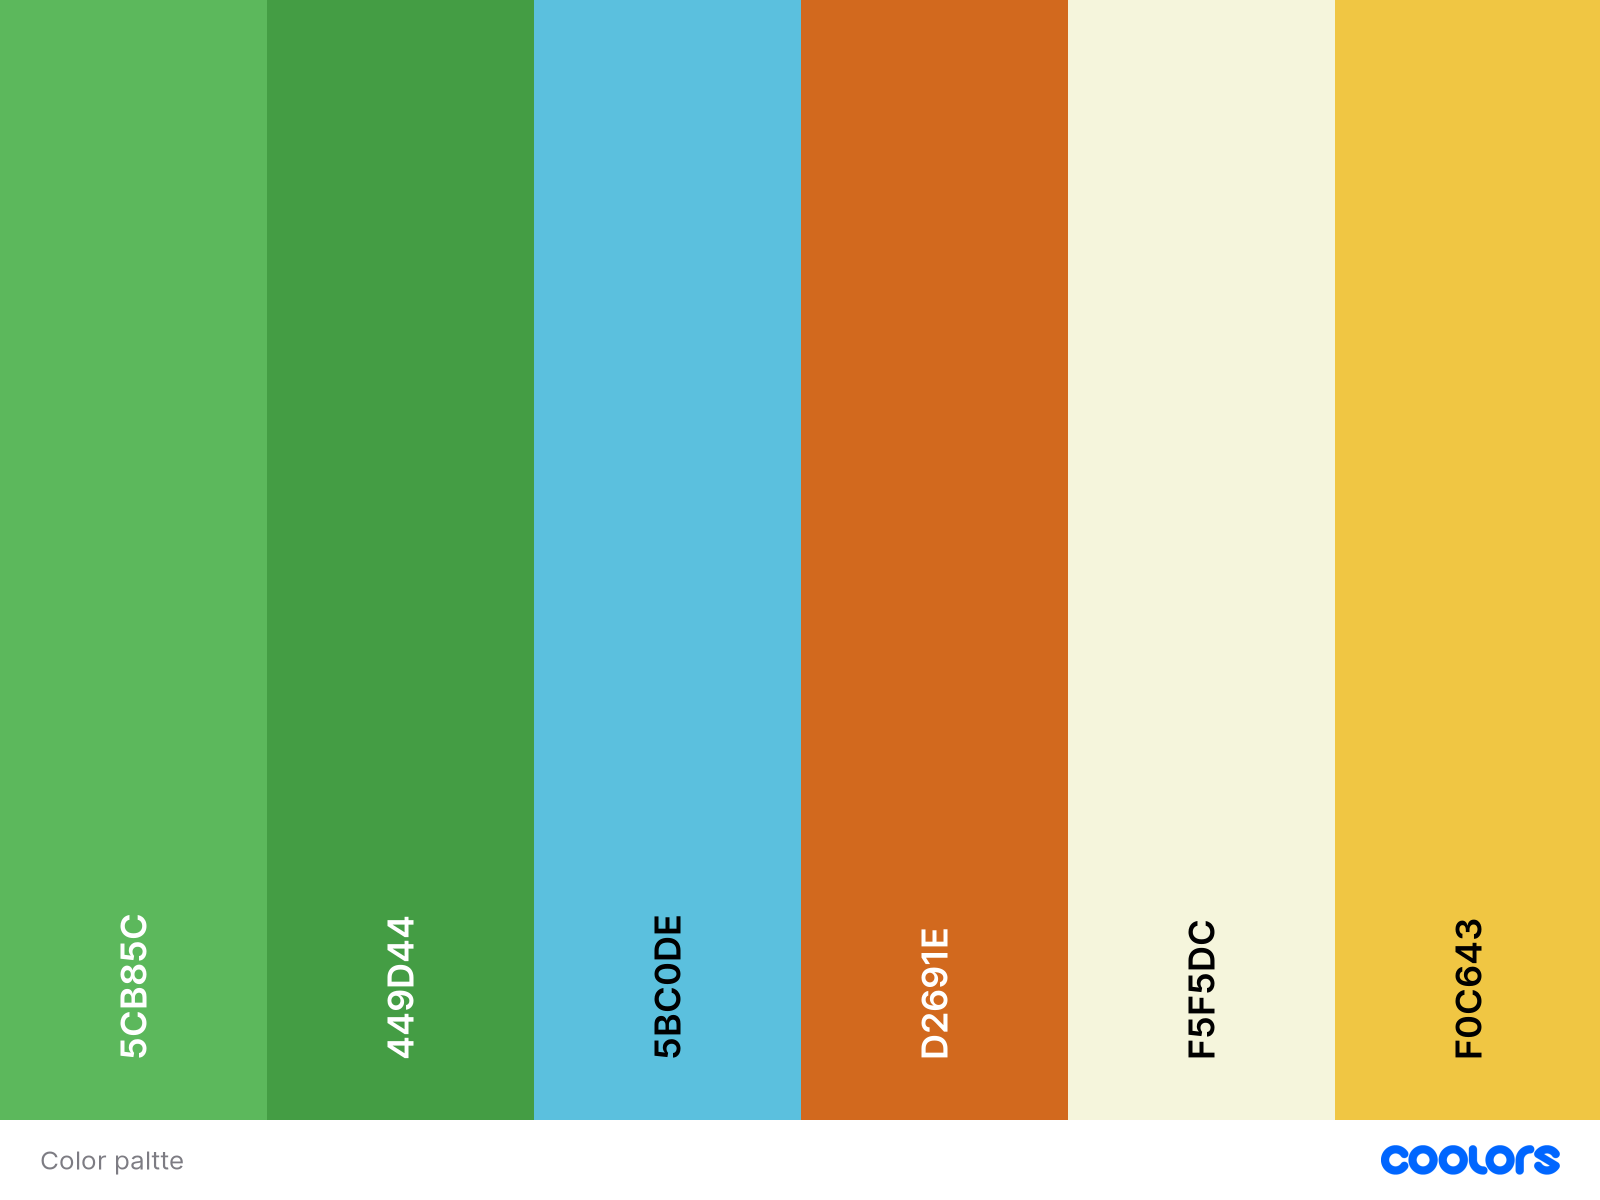 5CB85C
449D44
5BC0DE
D2691E
F5F5DC
F0C643
Color paltte
coolors